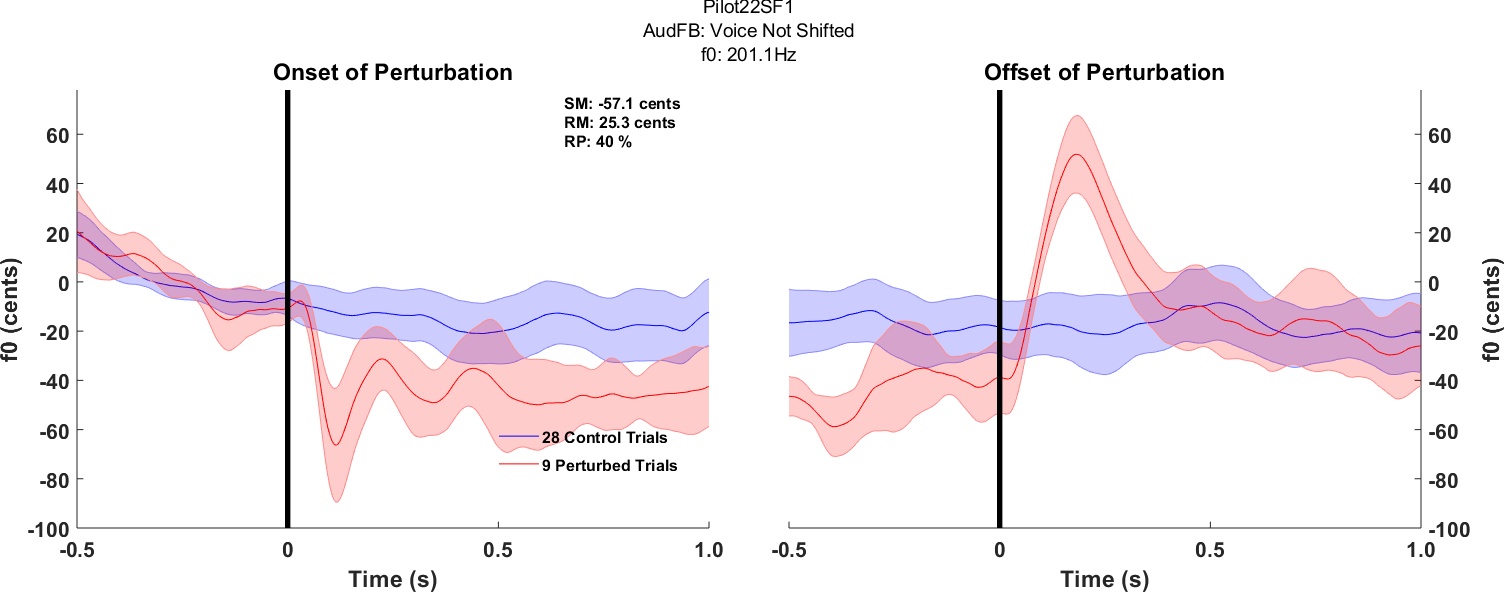 Pilot22SF1
AudFB: Voice Not Shifted
f0: 201.1Hz
Onset of Perturbation
SM: -57.1 cents
RM: 25.3 cents
RP: 40 %
60
40
20
0
-20
-40
-60
-80
-100
f0 (cents)
28 Control Trials
9 Perturbed Trials
-0.5
0
0.5
1.0
Time (s)
Offset of Perturbation
60
40
20
0
-20
-40
-60
-80
-100
f0 (cents)
-0.5
0
0.5
1.0
Time (s)